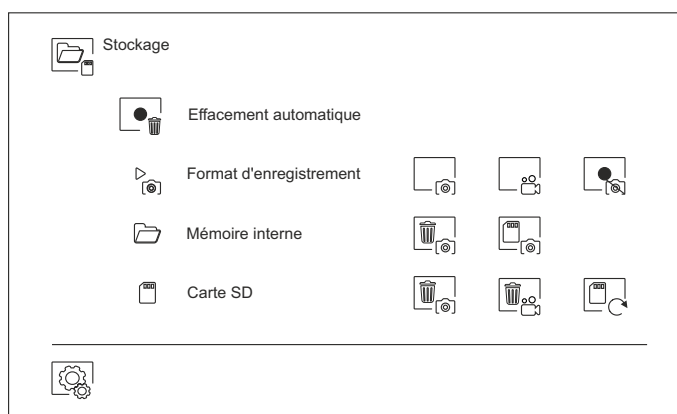 Stockage
Effacement automatique
Format d'enregistrement
Mémoire interne
Carte SD